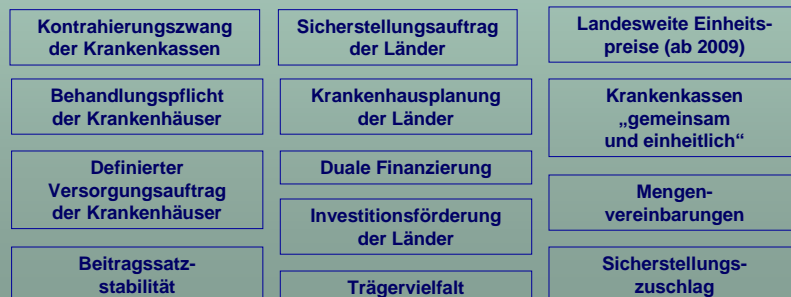 Kontrahierungszwang
der Krankenkassen
Behandlungspflicht
der Krankenhäuser
Definierter
Versorgungsauftrag
der Krankenhäuser
Beitragssatz-
stabilität
Sicherstellungsauftrag
der Länder
Krankenhausplanung
der Länder
Duale Finanzierung
Investitionsförderung
der Länder
Trägervielfalt
Landesweite Einheits-
preise (ab 2009)
Krankenkassen
„gemeinsam
und einheitlich“
Mengen-
vereinbarungen
Sicherstellungs-
zuschlag